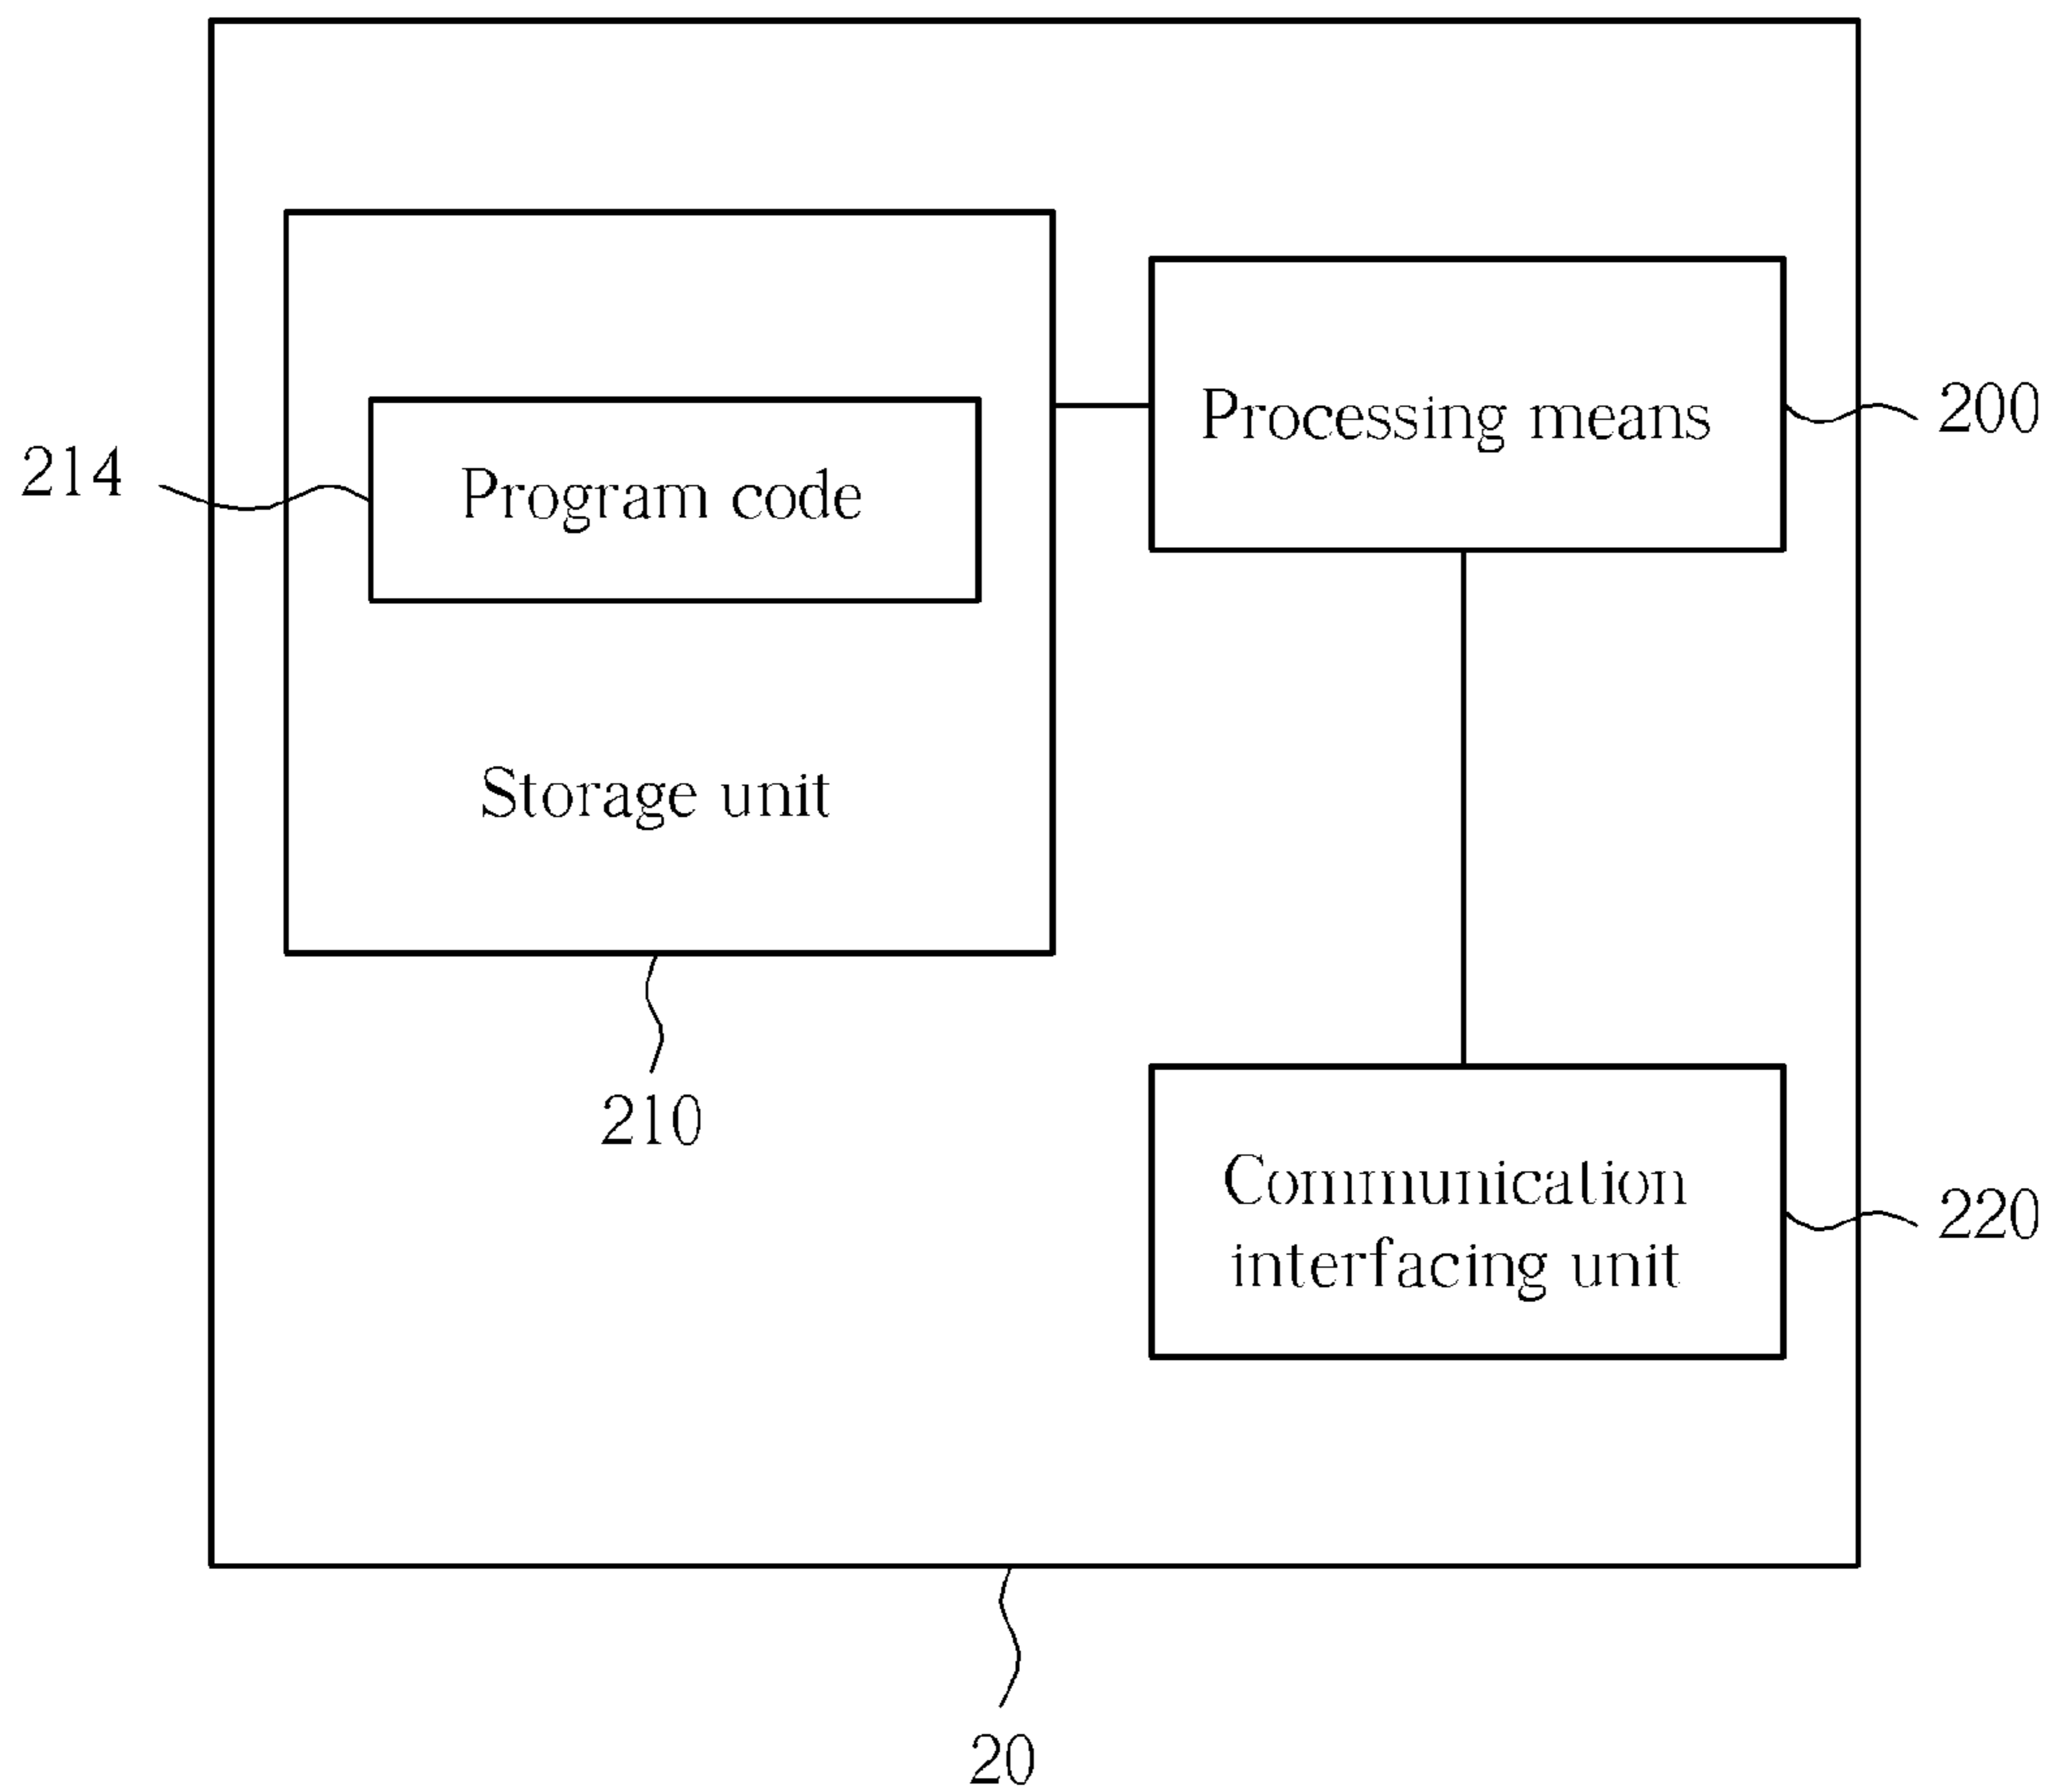 Processing means
200
214
Program code
Storage unit
210
Communication
interfacing unit
220
20